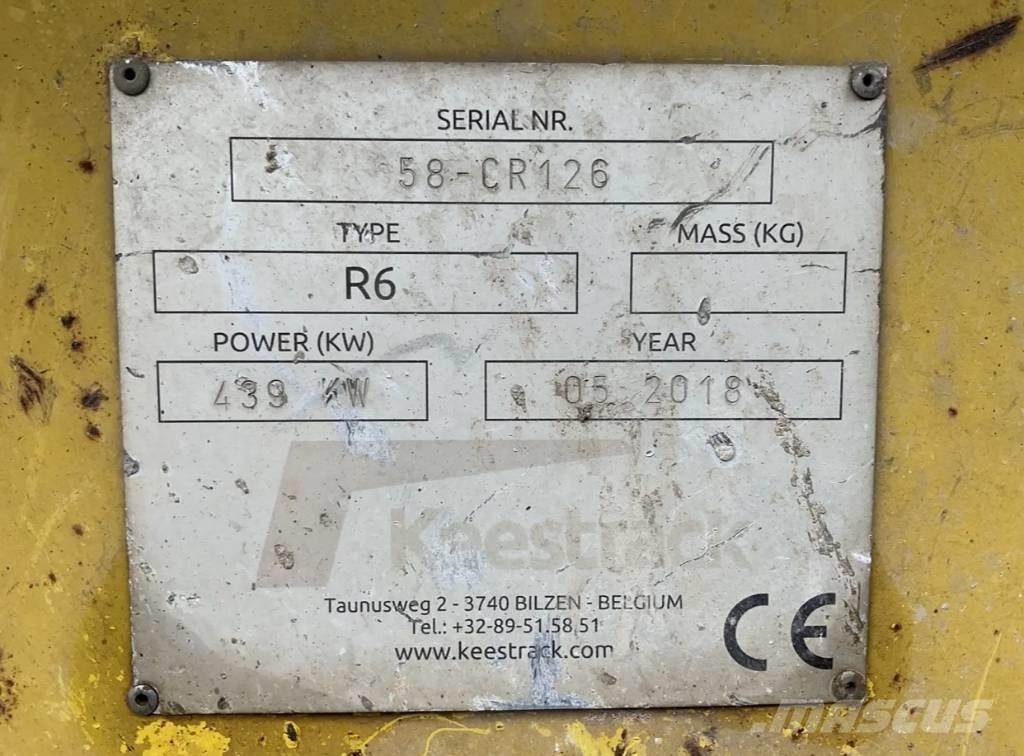 SERIAL NR.
58-CR126
TYPE MASS (KG)
R6
POWER (KW) YEAR
439 KW 05 2018
Keestrack
Taunusweg 2 - 3740 BILZEN - BELGIUM
Tel.: +32-89-51.58.51
www.keestrack.com
CE
MASCUS